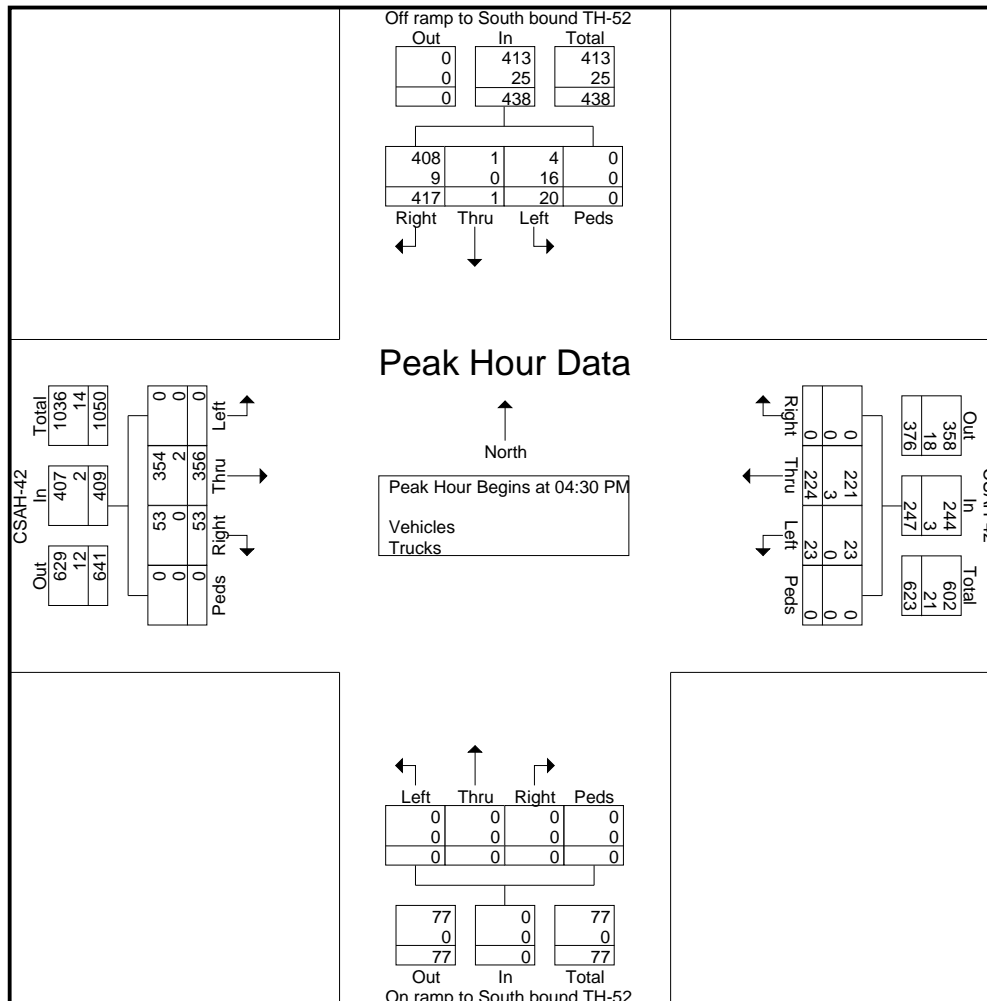 Off ramp to South bound TH-52
Out In Total
0 413 413
0 25 25
0 438 438
408 1 4 0
9 0 16 0
417 1 20 0
Right Thru Left Peds
Peak Hour Data
North
Peak Hour Begins at 04:30 PM
Vehicles
Trucks
CSAH-42
Total In Out
1036 407 629
14 2 12
1050 409 641
0 354 53 0
0 2 0 0
0 356 53 0
Left Thru Right Peds
Right Thru Left Peds
0 221 23 0
0 3 0 0
0 224 23 0
Out In Total
358 244 602
18 3 21
376 247 623
Left Thru Right Peds
0 0 0 0
0 0 0 0
0 0 0 0
77 0 77
0 0 0
77 0 77
Out In Total
On ramp to South bound TH-52